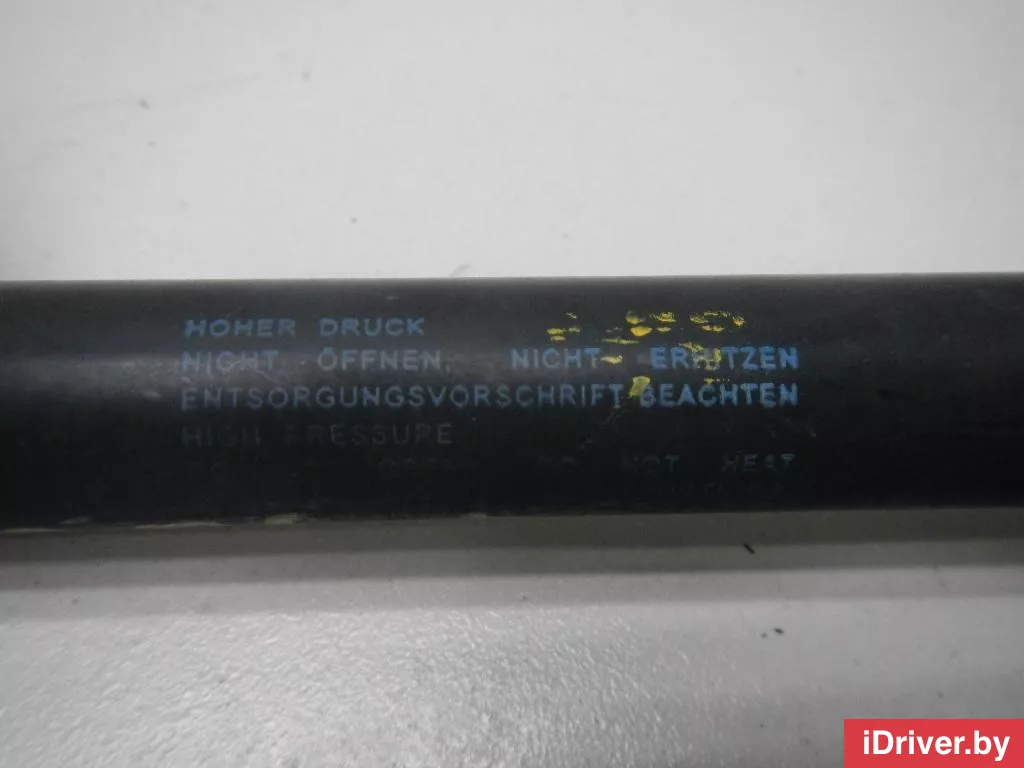 HOHER DRUCK
NICHT ÖFFNEN, NICHT ERHITZEN
ENTSORGUNGSVORSCHRIFT BEACHTEN
HIGH PRESSURE
NOT HEAT
iDriver.by